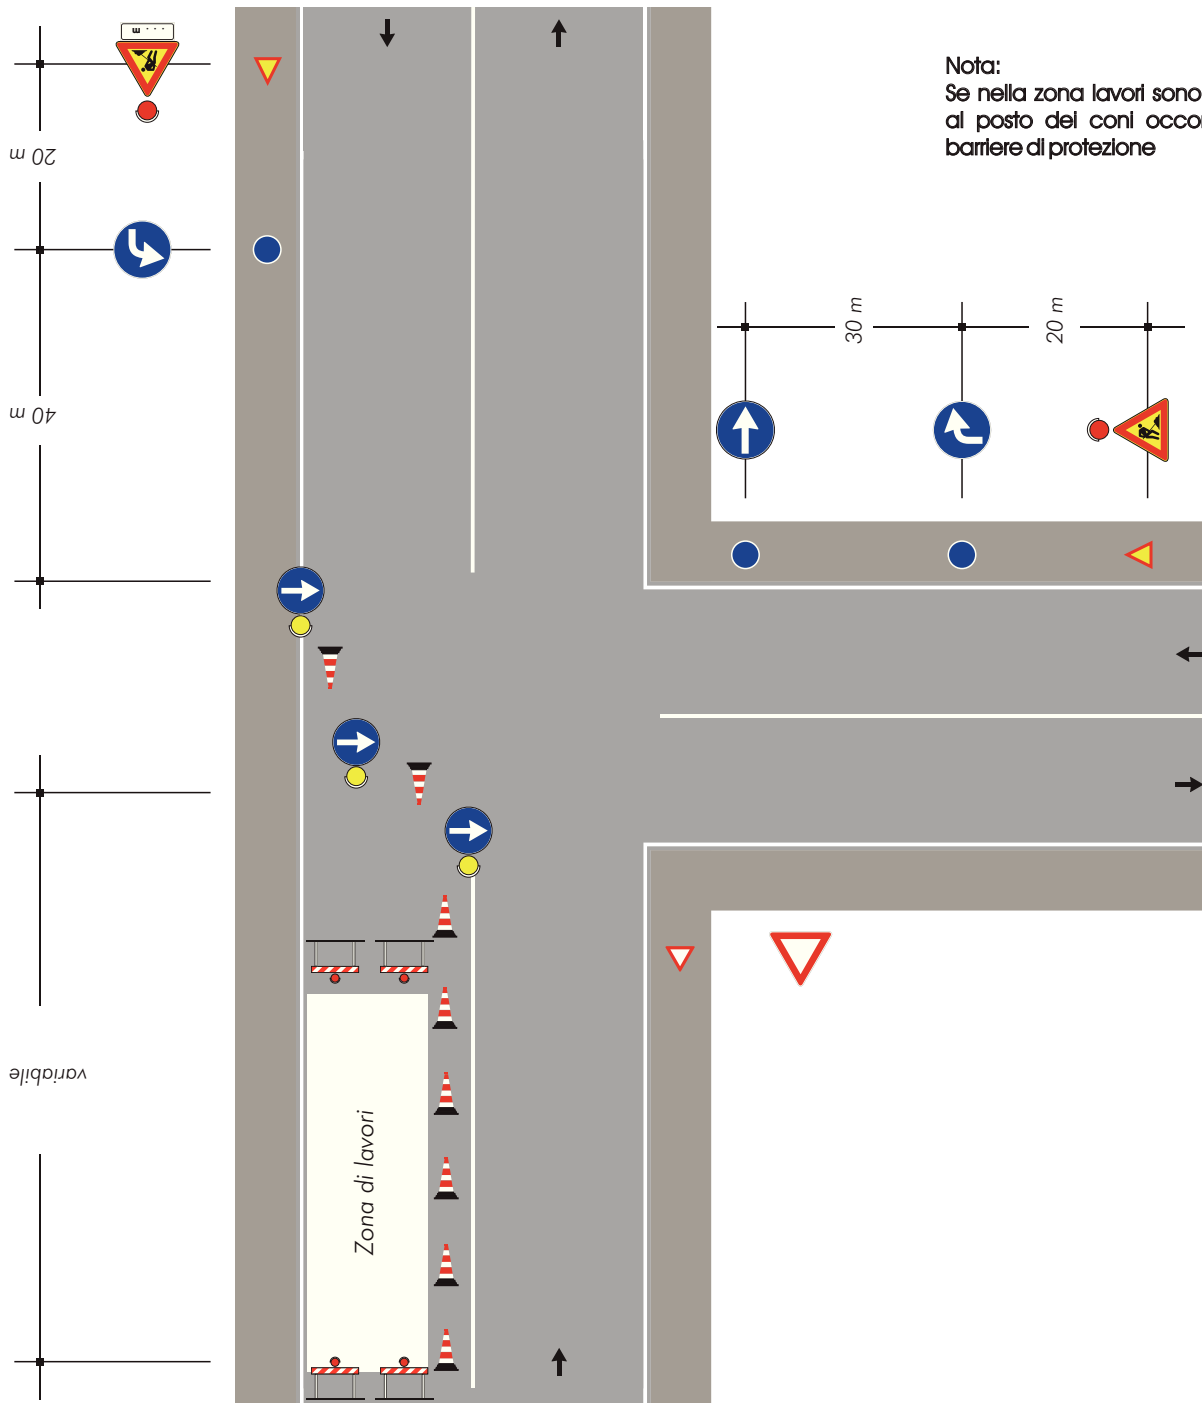 Nota:
Se nella zona lavori sono
al posto dei coni
barriere di protezione
20 m
40 m
variabile
30 m
20 m
Zona di lavori